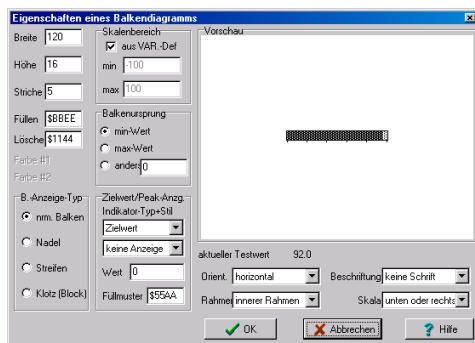 Eigenschaften eines Balkendiagramms
Breite 120
Höhe 16
Striche 5
Füllen $BBEE
Lösche $1144
Farbe #1
Farbe #2
Skalenbereich
aus VAR.-Def
min -100
max 100
Balkenursprung
min-Wert
max-Wert
anders 0
B.-Anzeige-Typ
nrm. Balken
Nadel
Streifen
Klotz (Block)
Zielwert/Peak-Anzg.
Indikator-Typ+Stil
Zielwert
keine Anzeige
Wert 0
Füllmuster $55AA
Vorschau
aktueller Testwert 92.0
Orient. horizontal
Beschriftung keine Schrift
Rahmen innerer Rahmen
Skala unten oder rechts
OK
Abbrechen
Hilfe